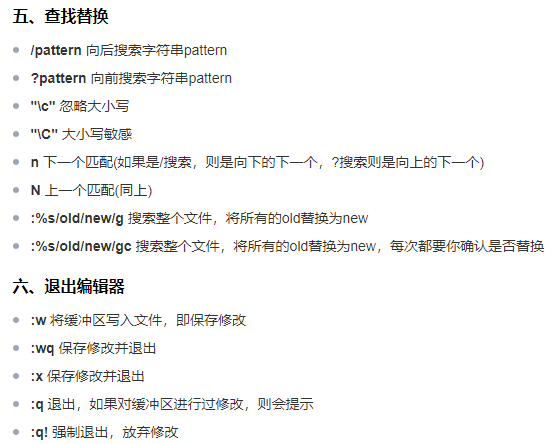 五、查找替换
/pattern 向后搜索字符串pattern
?pattern 向前搜索字符串pattern
"\c" 忽略大小写
"\C" 大小写敏感
n 下一个匹配(如果是/搜索，则是向下的下一个，?搜索则是向上的下一个)
N 上一个匹配(同上)
:%s/old/new/g 搜索整个文件，将所有的old替换为new
:%s/old/new/gc 搜索整个文件，将所有的old替换为new，每次都要你确认是否替换
六、退出编辑器
:w 将缓冲区写入文件，即保存修改
:wq 保存修改并退出
:x 保存修改并退出
:q 退出，如果对缓冲区进行过修改，则会提示
:q! 强制退出，放弃修改